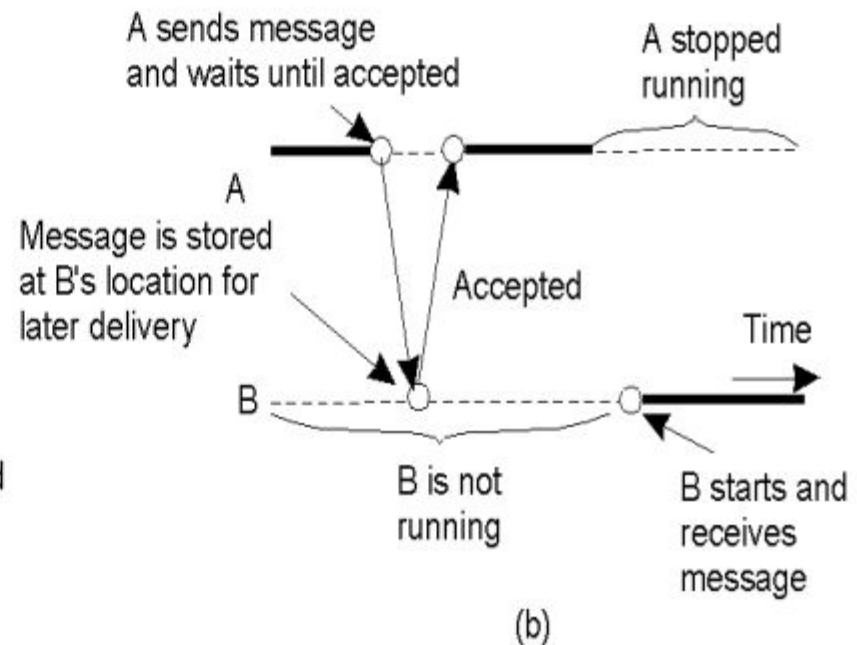 A sends message
and waits until accepted
A stopped
running
A
Message is stored
at B's location for
later delivery
Accepted
Time
B
B is not
running
B starts and
receives
message
(b)